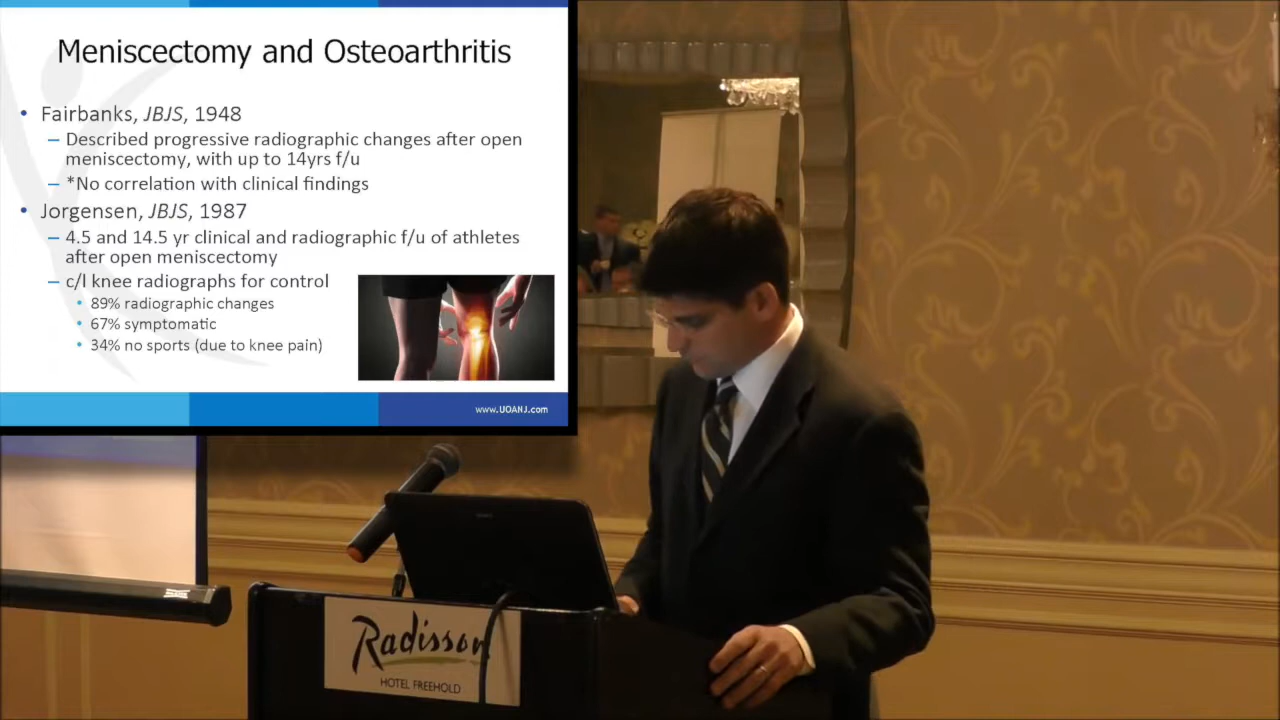 Meniscectomy and Osteoarthritis
• Fairbanks, JBJS, 1948
– Described progressive radiographic changes after open
meniscectomy, with up to 14yrs f/u
– *No correlation with clinical findings
• Jorgensen, JBJS, 1987
– 4.5 and 14.5 yr clinical and radiographic f/u of athletes
after open meniscectomy
– c/l knee radiographs for control
• 89% radiographic changes
• 67% symptomatic
• 34% no sports (due to knee pain)
www.UOANJ.com
Radisson
HOTEL FREEHOLD